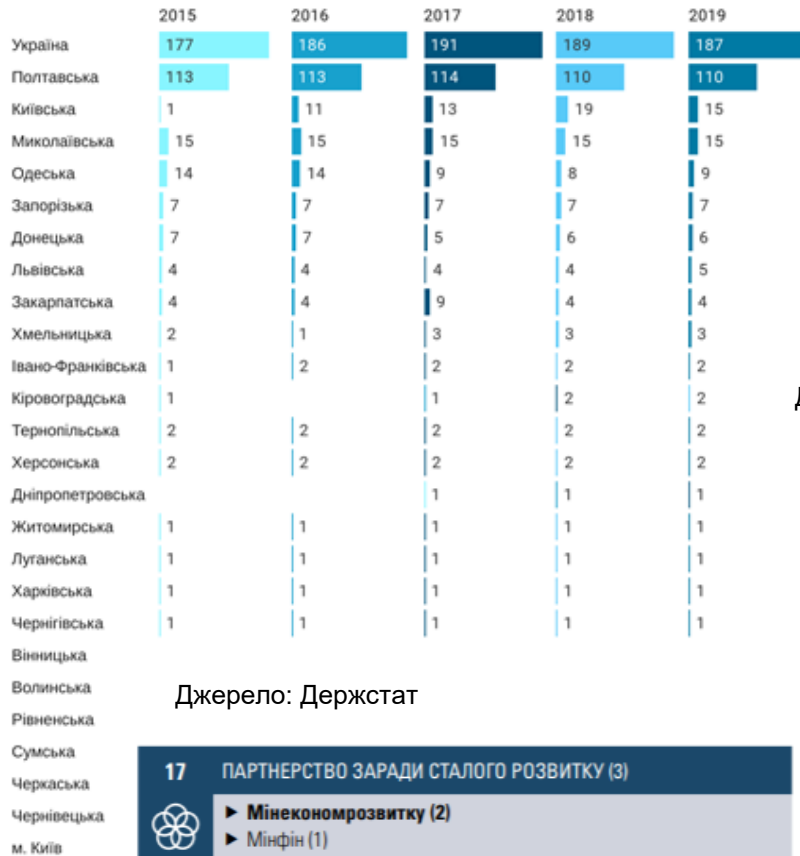 2015 2016 2017 2018 2019
Україна 177 186 191 189 187
Полтавська 113 113 114 110 110
Київська 1 11 13 19 15
Миколаївська 15 15 15 15 15
Одеська 14 14 9 8 9
Запорізька 7 7 7 7 7
Донецька 7 7 5 6 6
Львівська 4 4 4 4 5
Закарпатська 4 4 9 4 4
Хмельницька 2 1 3 3 3
Івано-Франківська 1 2 2 2 2
Кіровоградська 1 1 2 2
Д
Тернопільська 2 2 2 2 2
Херсонська 2 2 2 2 2
Дніпропетровська 1 1 1
Житомирська 1 1 1 1 1
Луганська 1 1 1 1 1
Харківська 1 1 1 1 1
Чернігівська 1 1 1 1 1
Вінницька
Волинська
Рівненська
Сумська
Черкаська
Чернівецька
м. Київ
Джерело: Держстат
17 ПАРТНЕРСТВО ЗАРАДИ СТАЛОГО РОЗВИТКУ (3)
► Мінекономрозвитку (2)
► Мінфін (1)